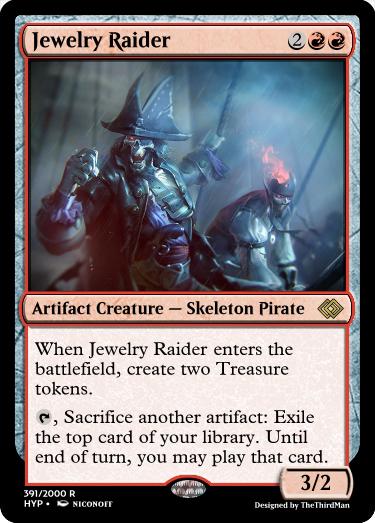 Jewelry Raider 2
Artifact Creature — Skeleton Pirate
When Jewelry Raider enters the
battlefield, create two Treasure
tokens.
, Sacrifice another artifact: Exile
the top card of your library. Until
end of turn, you may play that card.
3/2
391/2000 R
HYP • NICONOFF
Designed by TheThirdMan